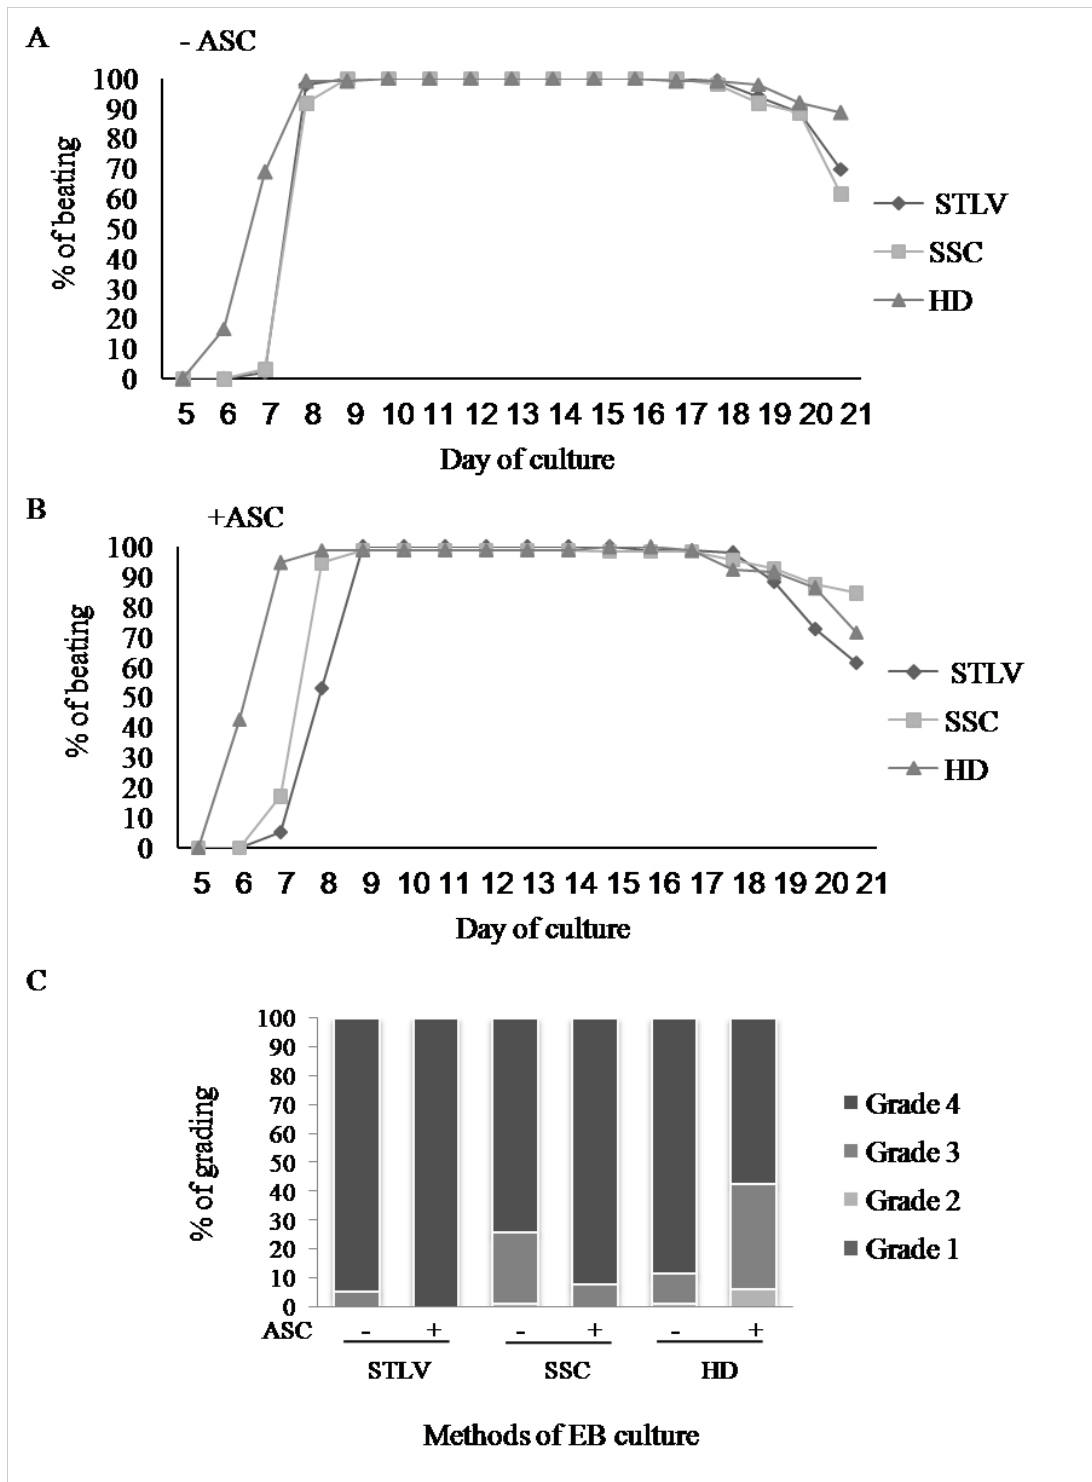 A
- ASC
100
90
80
70
60
50
40
30
20
10
0
% of beating
5 6 7 8 9 10 11 12 13 14 15 16 17 18 19 20 21
Day of culture
STLV
SSC
HD
B
+ASC
100
90
80
70
60
50
40
30
20
10
0
% of beating
5 6 7 8 9 10 11 12 13 14 15 16 17 18 19 20 21
Day of culture
STLV
SSC
HD
C
100
90
80
70
60
50
40
30
20
10
0
% of grading
ASC - + - + - +
STLV SSC HD
Methods of EB culture
Grade 4
Grade 3
Grade 2
Grade 1